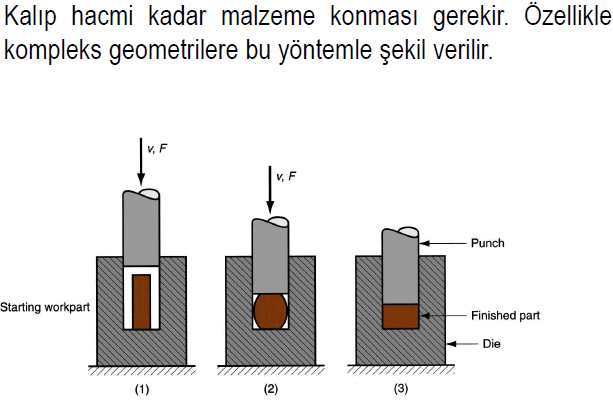 Kalıp hacmi kadar malzeme konması gerekir. Özellikle
kompleks geometrilere bu yöntemle şekil verilir.
v, F
v, F
Punch
Starting workpart
Finished part
Die
(1)
(2)
(3)